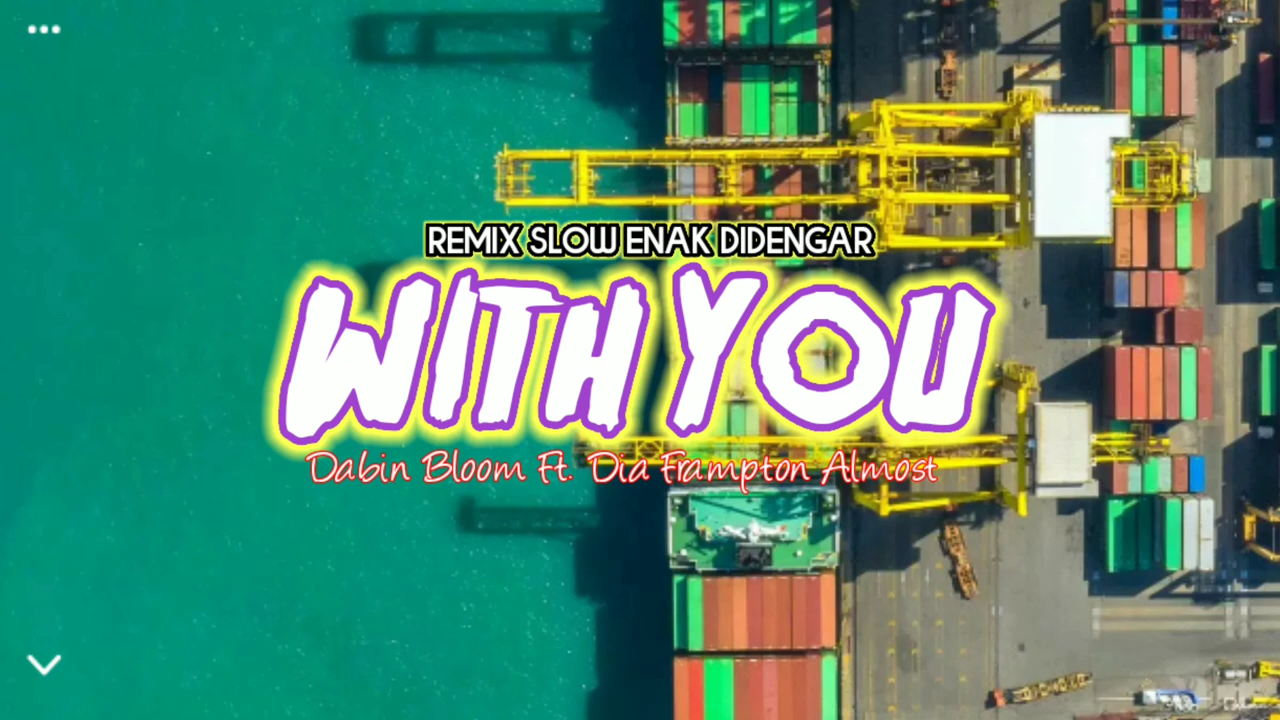 REMIX SLOW ENAK DIDENGAR
WITH YOU
Dabin Bloom Ft. Dia Frampton Almost